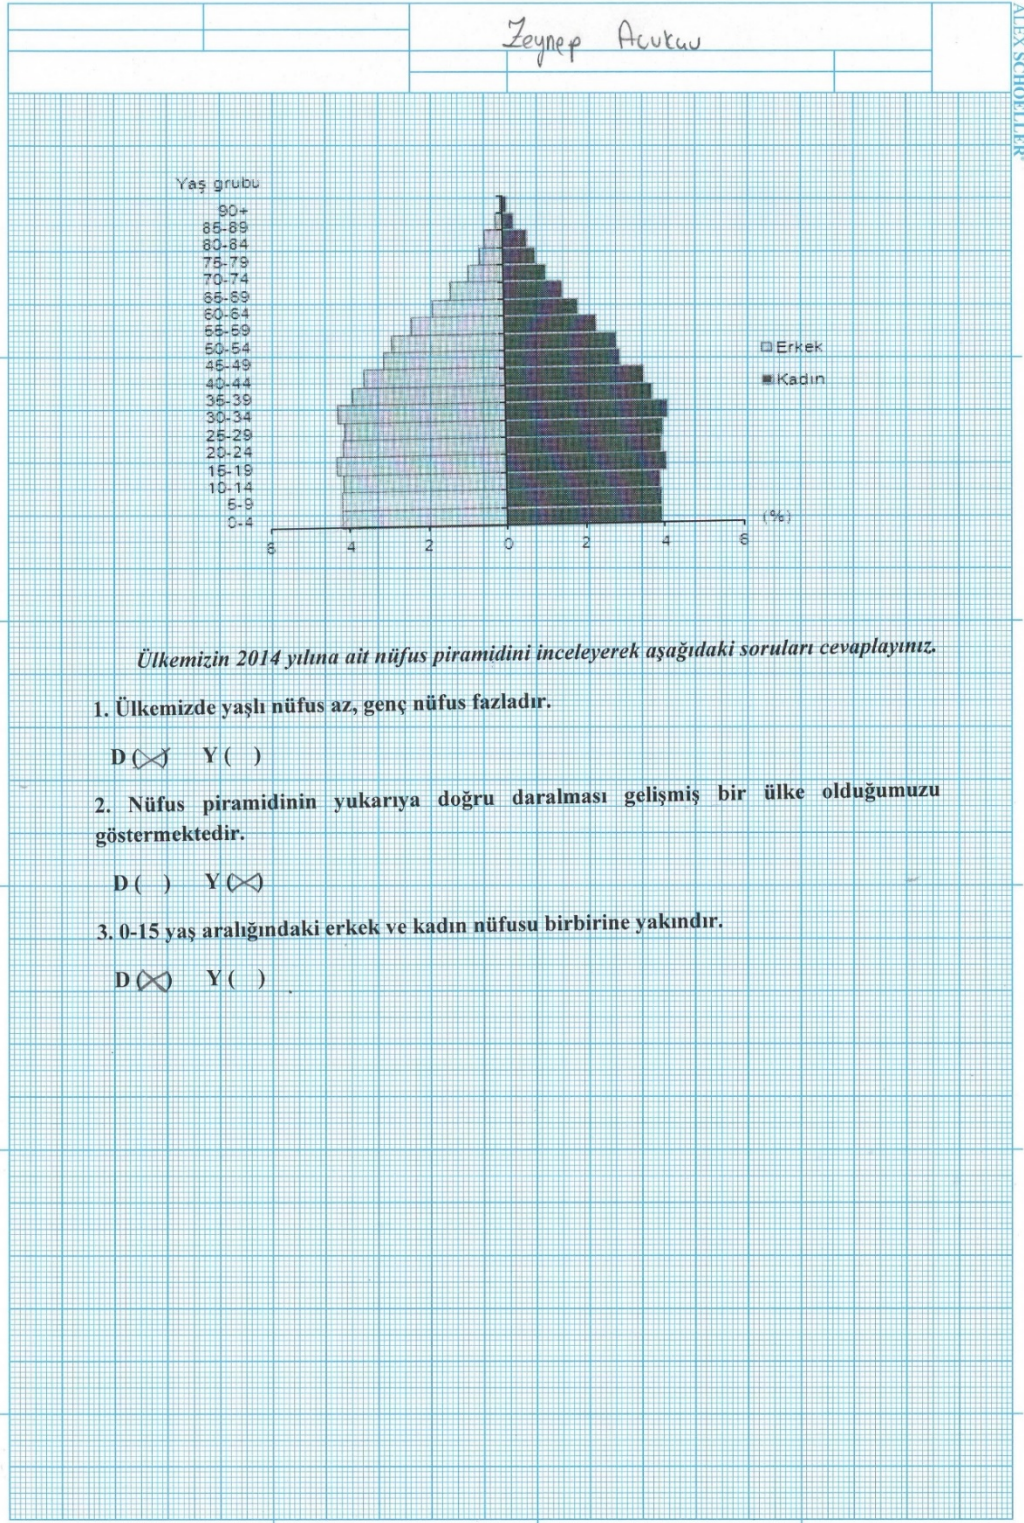 Zeynep
ALEX SCHOELLER
Yaş grubu
90+
85-89
80-84
75-79
70-74
65-69
60-64
55-59
50-54
45-49
40-44
35-39
30-34
25-29
20-24
15-19
10-14
5-9
0-4
Erkek
Kadın
(%)
6 4 2 0 2 4 6
Ülkemizin 2014 yılına ait nüfus piramidini inceleyerek aşağıdaki soruları cevaplayınız.
1. Ülkemizde yaşlı nüfus az, genç nüfus fazladır.
D (X) Y ( )
2. Nüfus piramidinin yukarıya doğru daralması gelişmiş bir ülke olduğumuzu
göstermektedir.
D ( ) Y (X)
3. 0-15 yaş aralığındaki erkek ve kadın nüfusu birbirine yakındır.
D (X) Y ( )